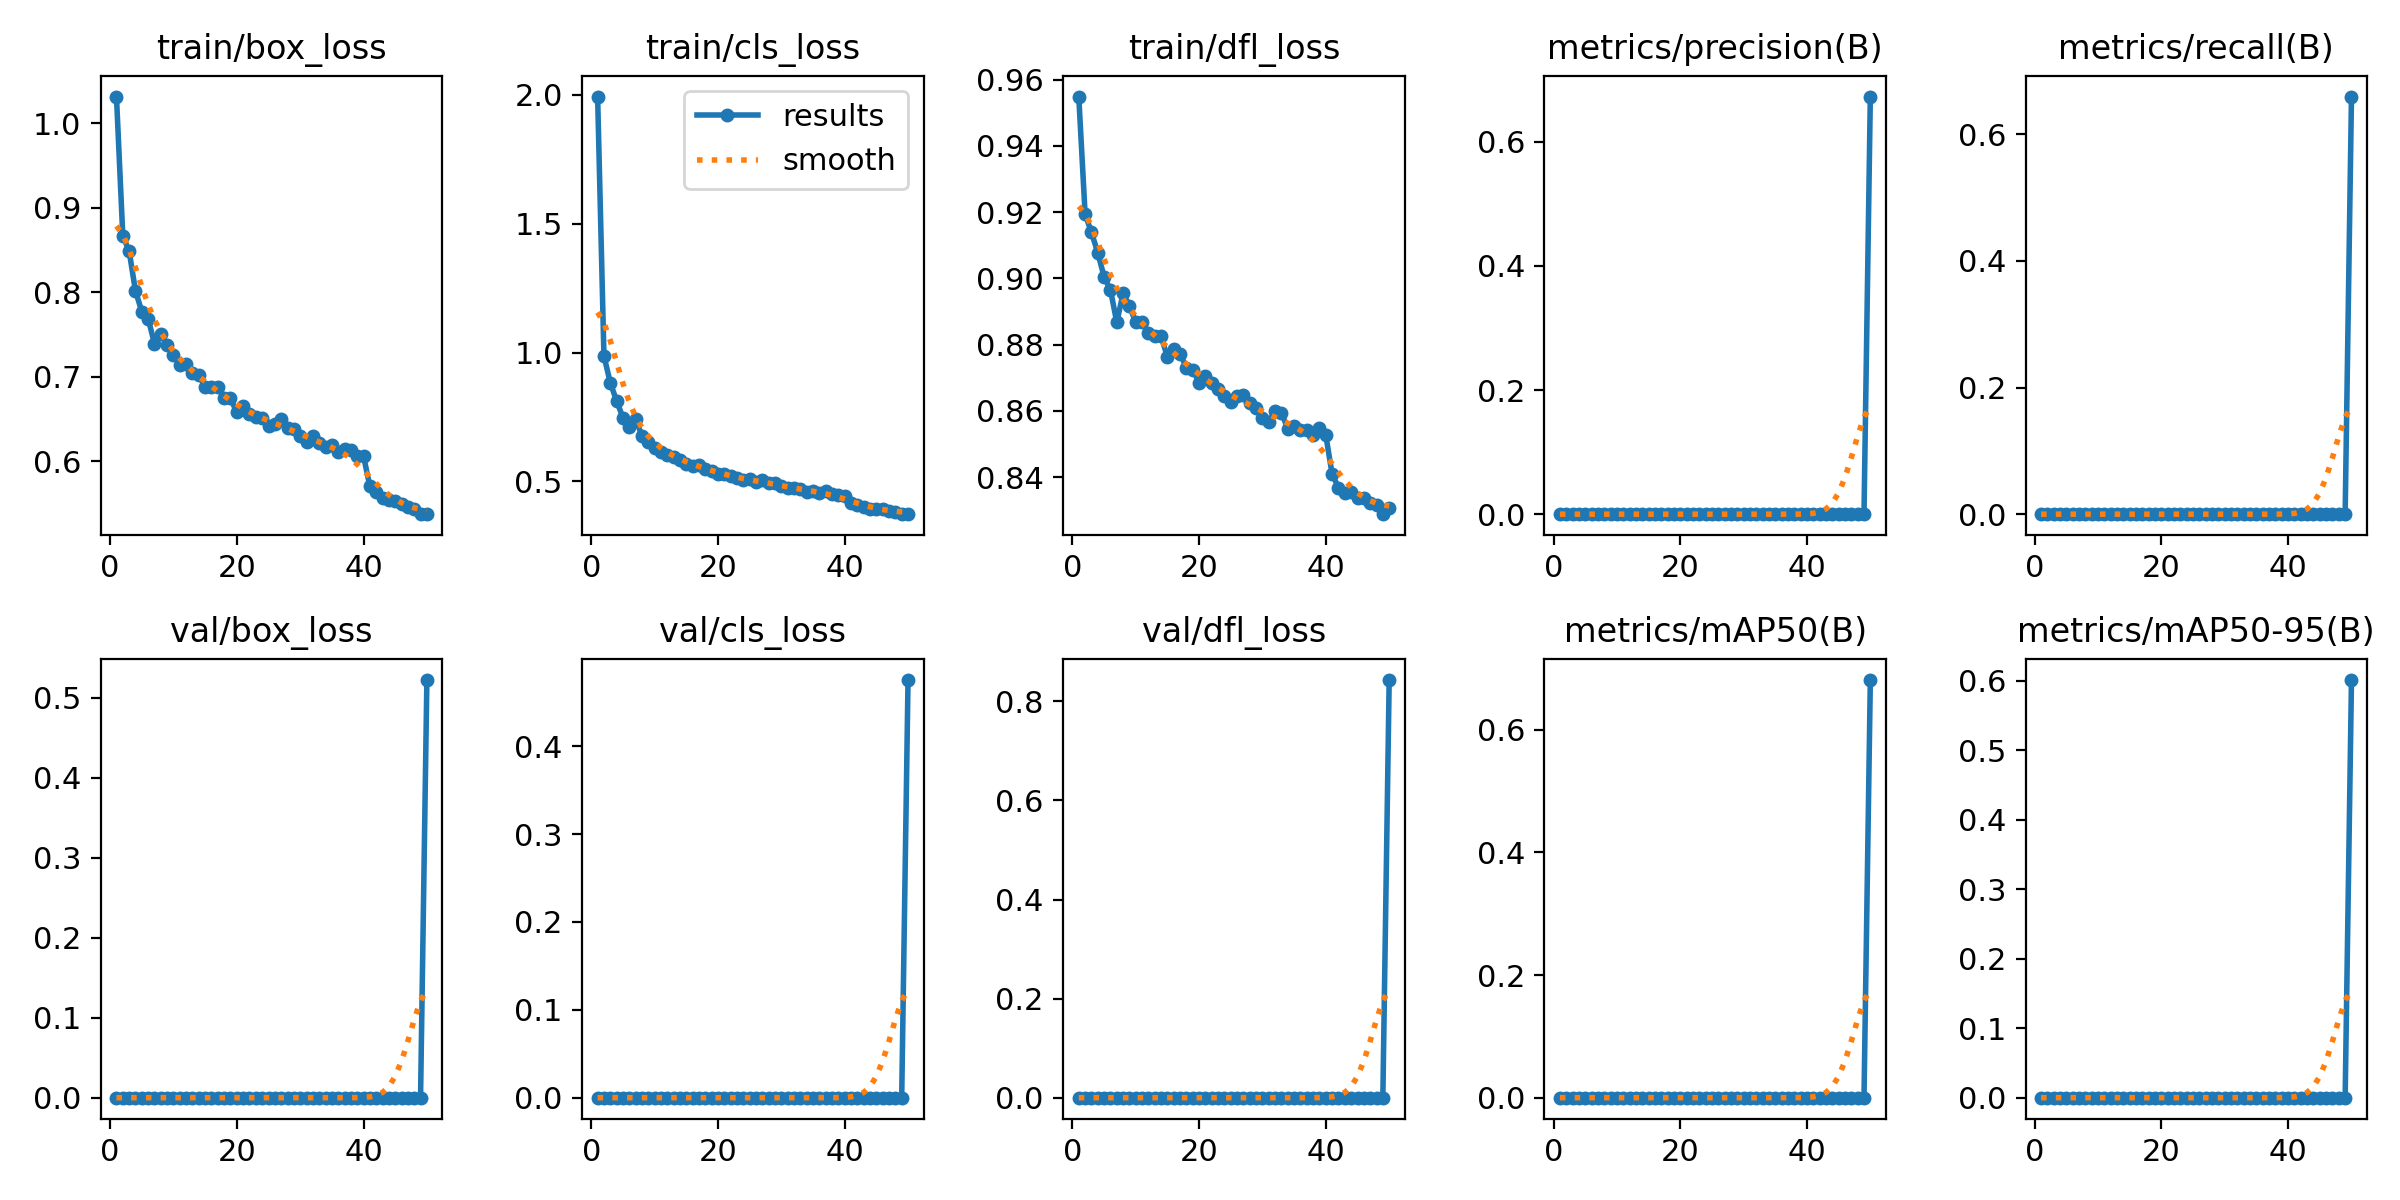 train/box_loss
1.0
0.9
0.8
0.7
0.6
0 20 40
train/cls_loss
results
smooth
2.0
1.5
1.0
0.5
0 20 40
train/dfl_loss
0.96
0.94
0.92
0.90
0.88
0.86
0.84
0 20 40
metrics/precision(B)
0.6
0.4
0.2
0.0
0 20 40
metrics/recall(B)
0.6
0.4
0.2
0.0
0 20 40
val/box_loss
0.5
0.4
0.3
0.2
0.1
0.0
0 20 40
val/cls_loss
0.4
0.3
0.2
0.1
0.0
0 20 40
val/dfl_loss
0.8
0.6
0.4
0.2
0.0
0 20 40
metrics/mAP50(B)
0.6
0.4
0.2
0.0
0 20 40
metrics/mAP50-95(B)
0.6
0.5
0.4
0.3
0.2
0.1
0.0
0 20 40